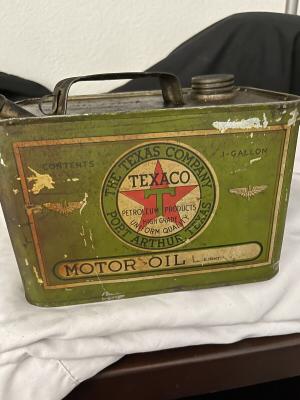 THE TEXAS COMPANY
CONTENTS
1-GALLON
TEXACO
T
PETROLEUM PRODUCTS
HIGH GRADE
UNIFORM QUALITY
PORT ARTHUR, TEXAS
MOTOR OIL